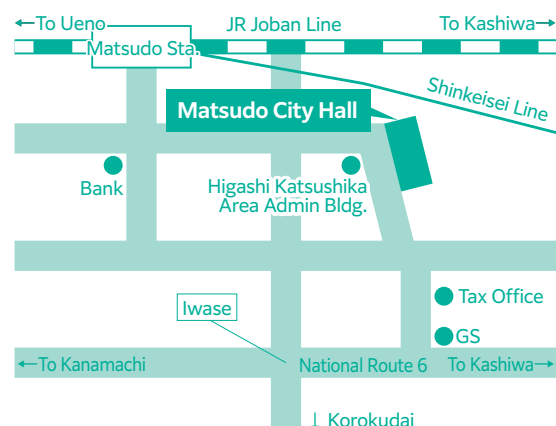 ←To Ueno
JR Joban Line
To Kashiwa→
Matsudo Sta.
Shinkeisei Line
Matsudo City Hall
Bank
Higashi Katsushika
Area Admin Bldg.
Tax Office
Iwase
GS
←To Kanamachi
National Route 6
To Kashiwa→
↓ Korokudai